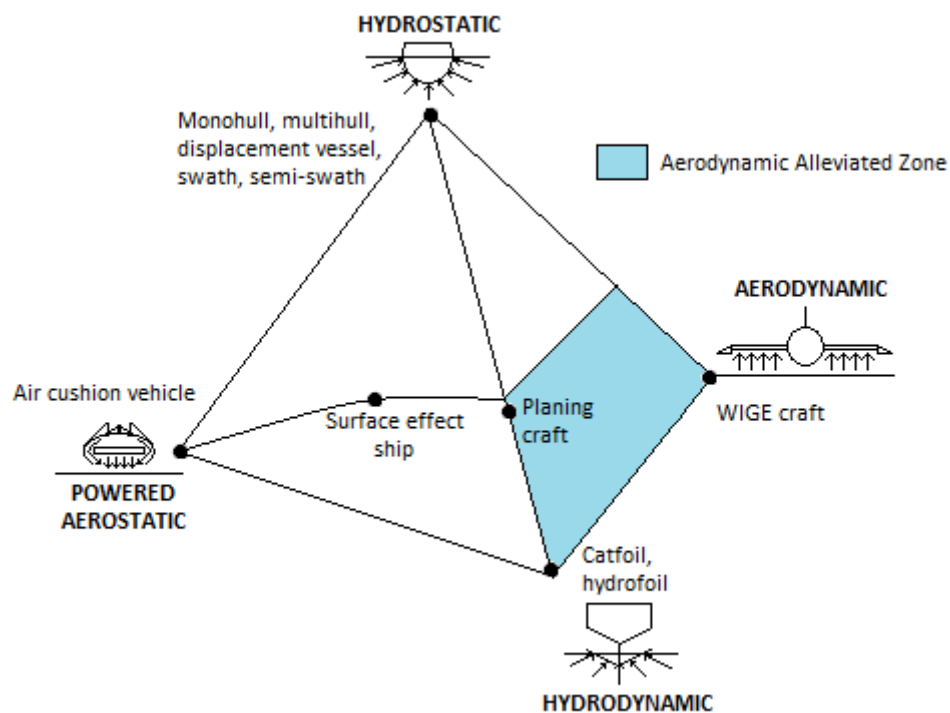 HYDROSTATIC
Monohull, multihull,
displacement vessel,
swath, semi-swath
Aerodynamic Alleviated Zone
AERODYNAMIC
WIGE craft
Air cushion vehicle
POWERED
AEROSTATIC
Surface effect
ship
Planing
craft
Catfoil,
hydrofoil
HYDRODYNAMIC